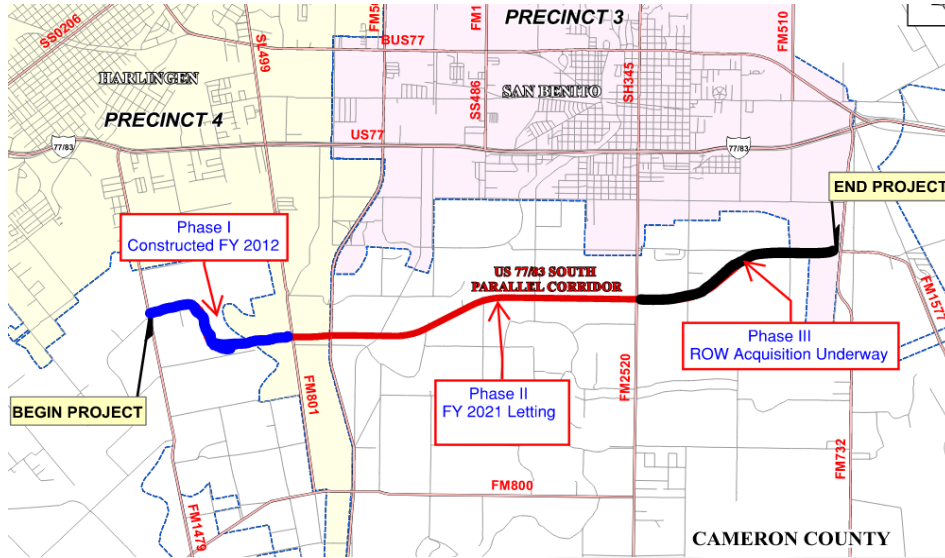 SS0206
SL499
FM50
BUS77
FM1
PRECINCT 3
FM510
HARLINGEN
SS486
SAN BENITO
SH345
PRECINCT 4
US77
77/83
77/83
END PROJECT
Phase I
Constructed FY 2012
US 77/83 SOUTH
PARALLEL CORRIDOR
FM1577
Phase III
ROW Acquisition Underway
BEGIN PROJECT
FM801
Phase II
FY 2021 Letting
FM2520
FM732
FM800
FM1479
CAMERON COUNTY